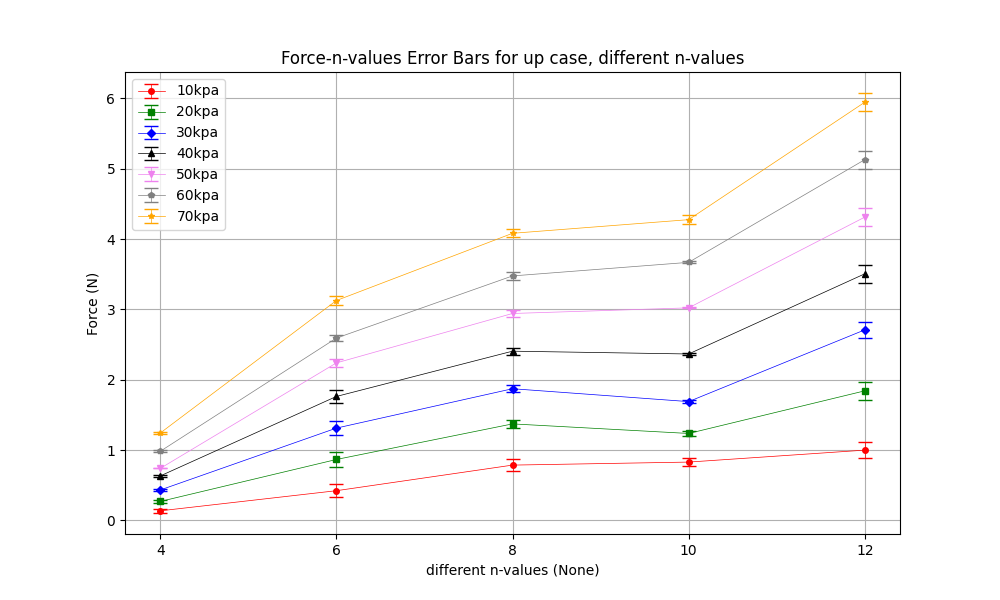 Force-n-values Error Bars for up case, different n-values
10kpa
20kpa
30kpa
40kpa
50kpa
60kpa
70kpa
6
5
4
3
2
1
0
Force (N)
4 6 8 10 12
different n-values (None)